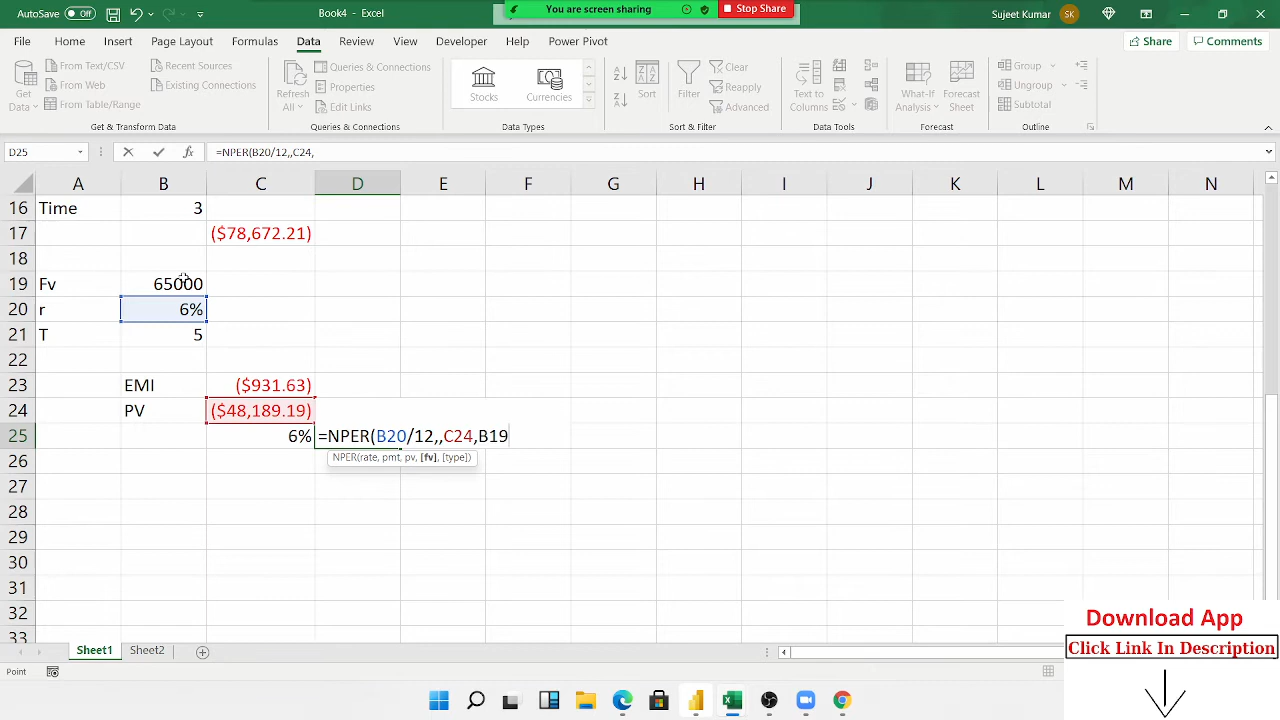 AutoSave Off
Book4 - Excel
You are screen sharing
Stop Share
Sujeet Kumar
SK
File Home Insert Page Layout Formulas Data Review View Developer Help Power Pivot
Share Comments
Get Data
From Text/CSV
From Web
From Table/Range
Recent Sources
Existing Connections
Get & Transform Data
Refresh All
Queries & Connections
Properties
Edit Links
Queries & Connections
Stocks Currencies
Data Types
Sort
Filter
Clear
Reapply
Advanced
Sort & Filter
Text to Columns
Data Tools
What-If Analysis
Forecast Sheet
Forecast
Group
Ungroup
Subtotal
Outline
D25 fx =NPER(B20/12,,C24,
A B C D E F G H I J K L M N
16 Time 3
17 ($78,672.21)
18
19 Fv 65000
20 r 6%
21 T 5
22
23 EMI ($931.63)
24 PV ($48,189.19)
25 6% =NPER(B20/12,,C24,B19
NPER(rate, pmt, pv, [fv], [type])
26
27
28
29
30
31
32
33
Sheet1 Sheet2
Point
Download App
Click Link In Description